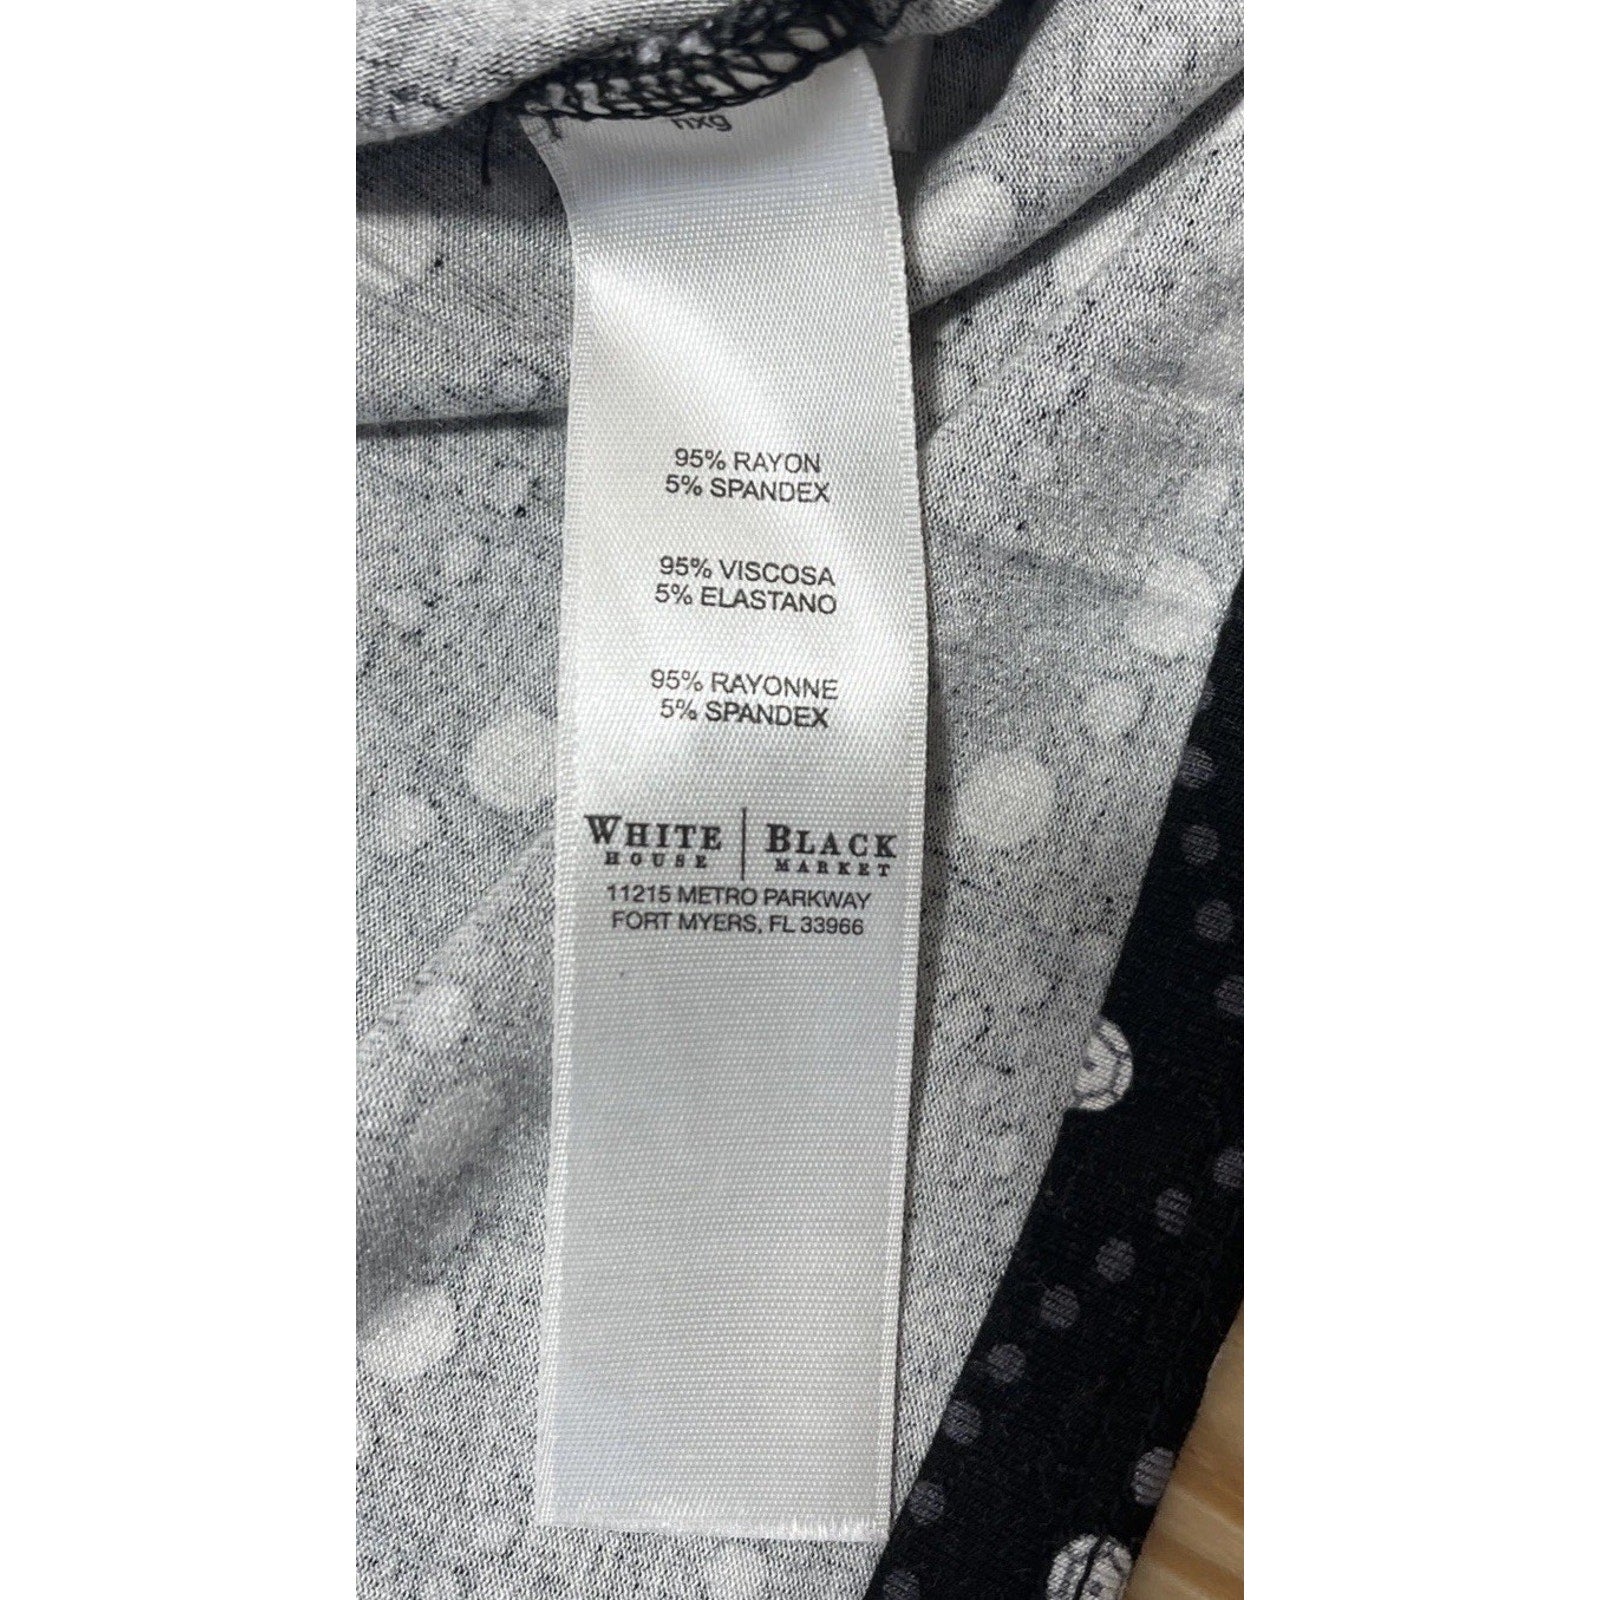 nxg
95% RAYON
5% SPANDEX
95% VISCOSA
5% ELASTANO
95% RAYONNE
5% SPANDEX
WHITE | BLACK
HOUSE MARKET
11215 METRO PARKWAY
FORT MYERS, FL 33966